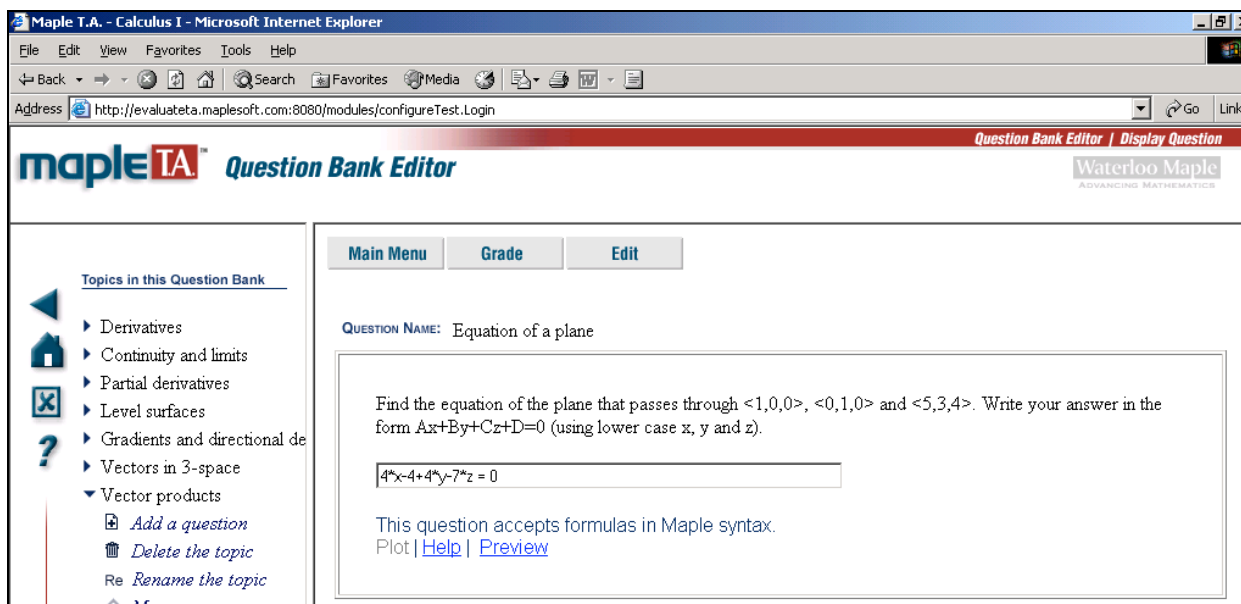 Maple T.A. - Calculus I - Microsoft Internet Explorer
File Edit View Favorites Tools Help
Back Search Favorites Media
Address http://evaluateta.maplesoft.com:8080/modules/configureTest.Login Go Link
Question Bank Editor | Display Question
maple T.A.™ Question Bank Editor
Waterloo Maple
ADVANCING MATHEMATICS
Main Menu Grade Edit
Topics in this Question Bank
Derivatives
Continuity and limits
Partial derivatives
Level surfaces
Gradients and directional de
Vectors in 3-space
Vector products
Add a question
Delete the topic
Re Rename the topic
QUESTION NAME: Equation of a plane
Find the equation of the plane that passes through <1,0,0>, <0,1,0> and <5,3,4>. Write your answer in the
form Ax+By+Cz+D=0 (using lower case x, y and z).
4*x-4+4*y-7*z = 0
This question accepts formulas in Maple syntax.
Plot | Help | Preview